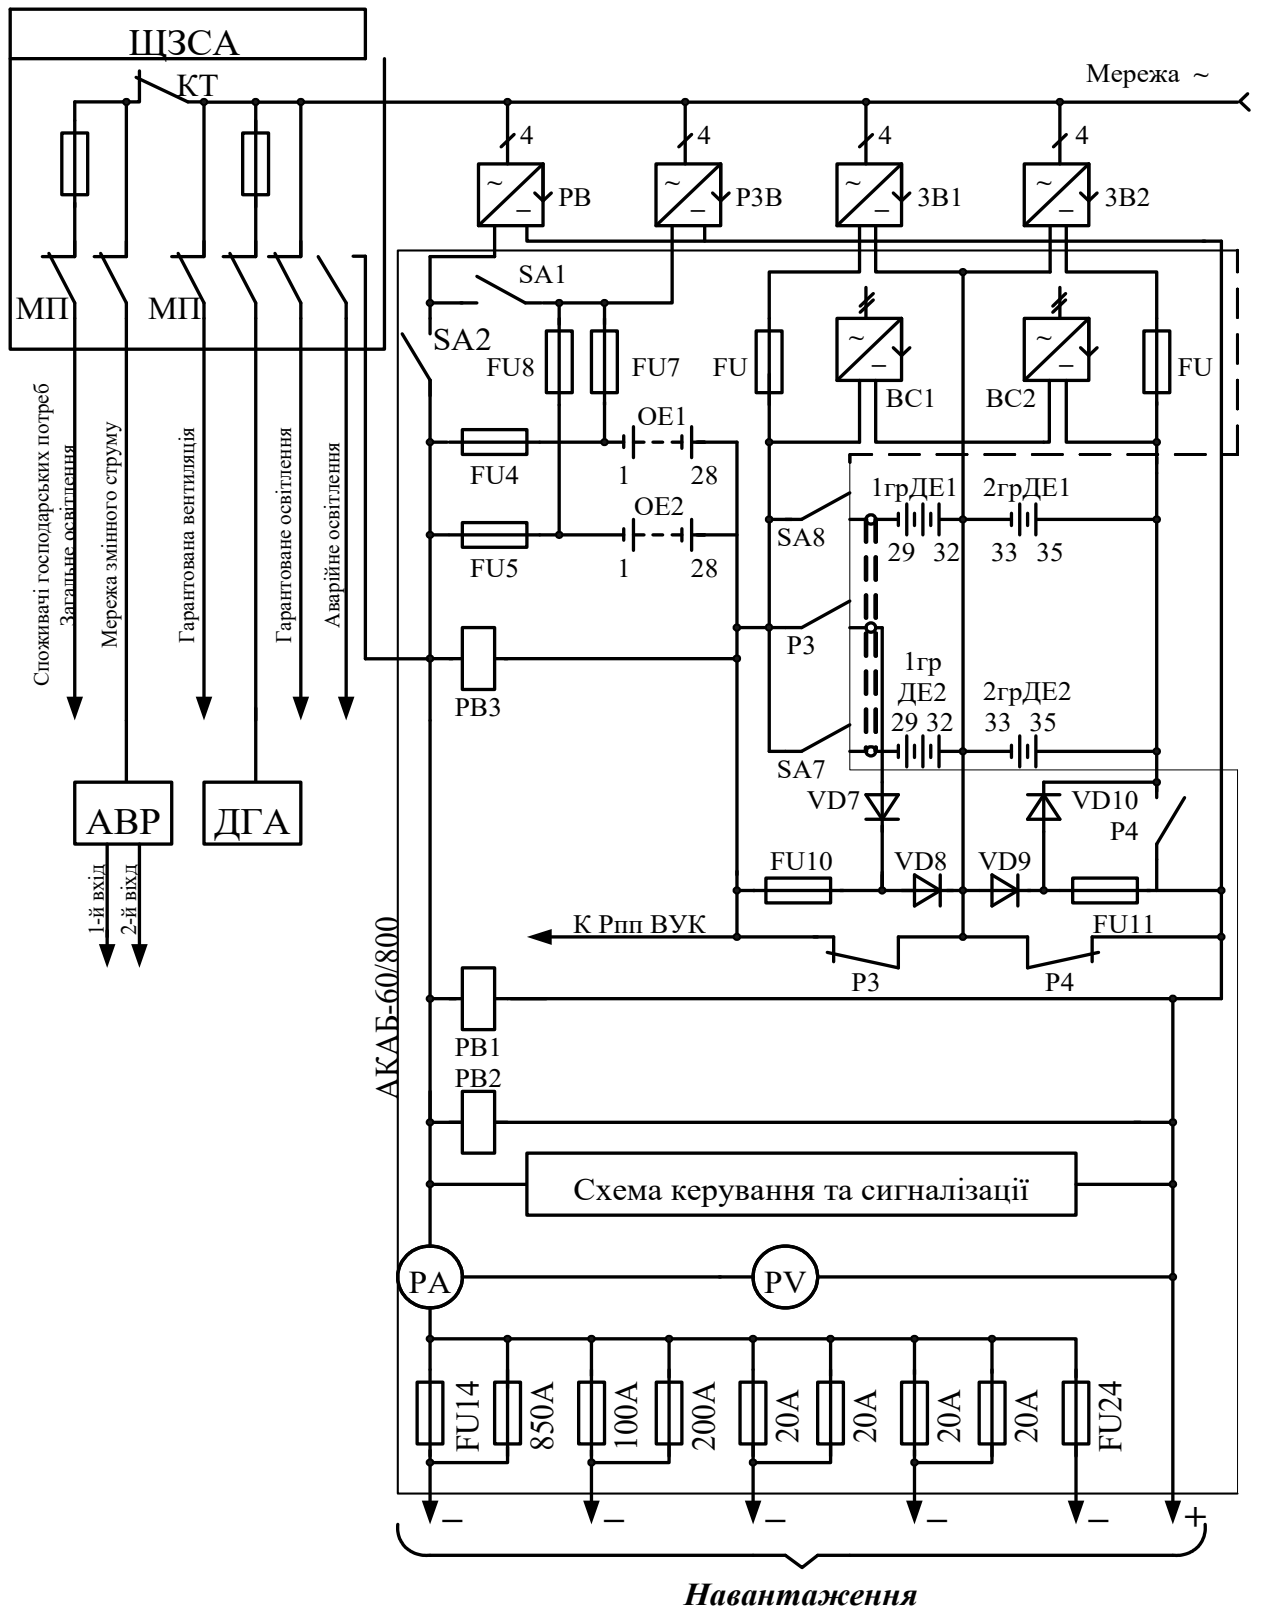 ЩЗСА
КТ
Мережа ~
4
4
4
4
~
–
РВ
~
–
РЗВ
~
–
ЗВ1
~
–
ЗВ2
МП
МП
SA1
SA2
FU8
FU7
FU
~
–
ВС1
~
–
ВС2
FU
Споживачі господарських потреб
Загальне освітлення
Мережа змінного струму
Гарантована вентиляція
Гарантоване освітлення
Аварійне освітлення
FU4
ОЕ1
1
28
FU5
ОЕ2
1
28
SA8
1грДЕ1
29
32
2грДЕ1
33
35
Р3
РВ3
1гр
ДЕ2
29
32
2грДЕ2
33
35
SA7
VD7
VD10
Р4
АВР
ДГА
1-й вхід
2-й віхд
FU10
VD8
VD9
FU11
К Рпп ВУК
Р3
Р4
АКАБ-60/800
РВ1
РВ2
Схема керування та сигналізації
РА
PV
FU14
850А
100А
200А
20А
20А
20А
20А
FU24
–
–
–
–
–
+
Навантаження